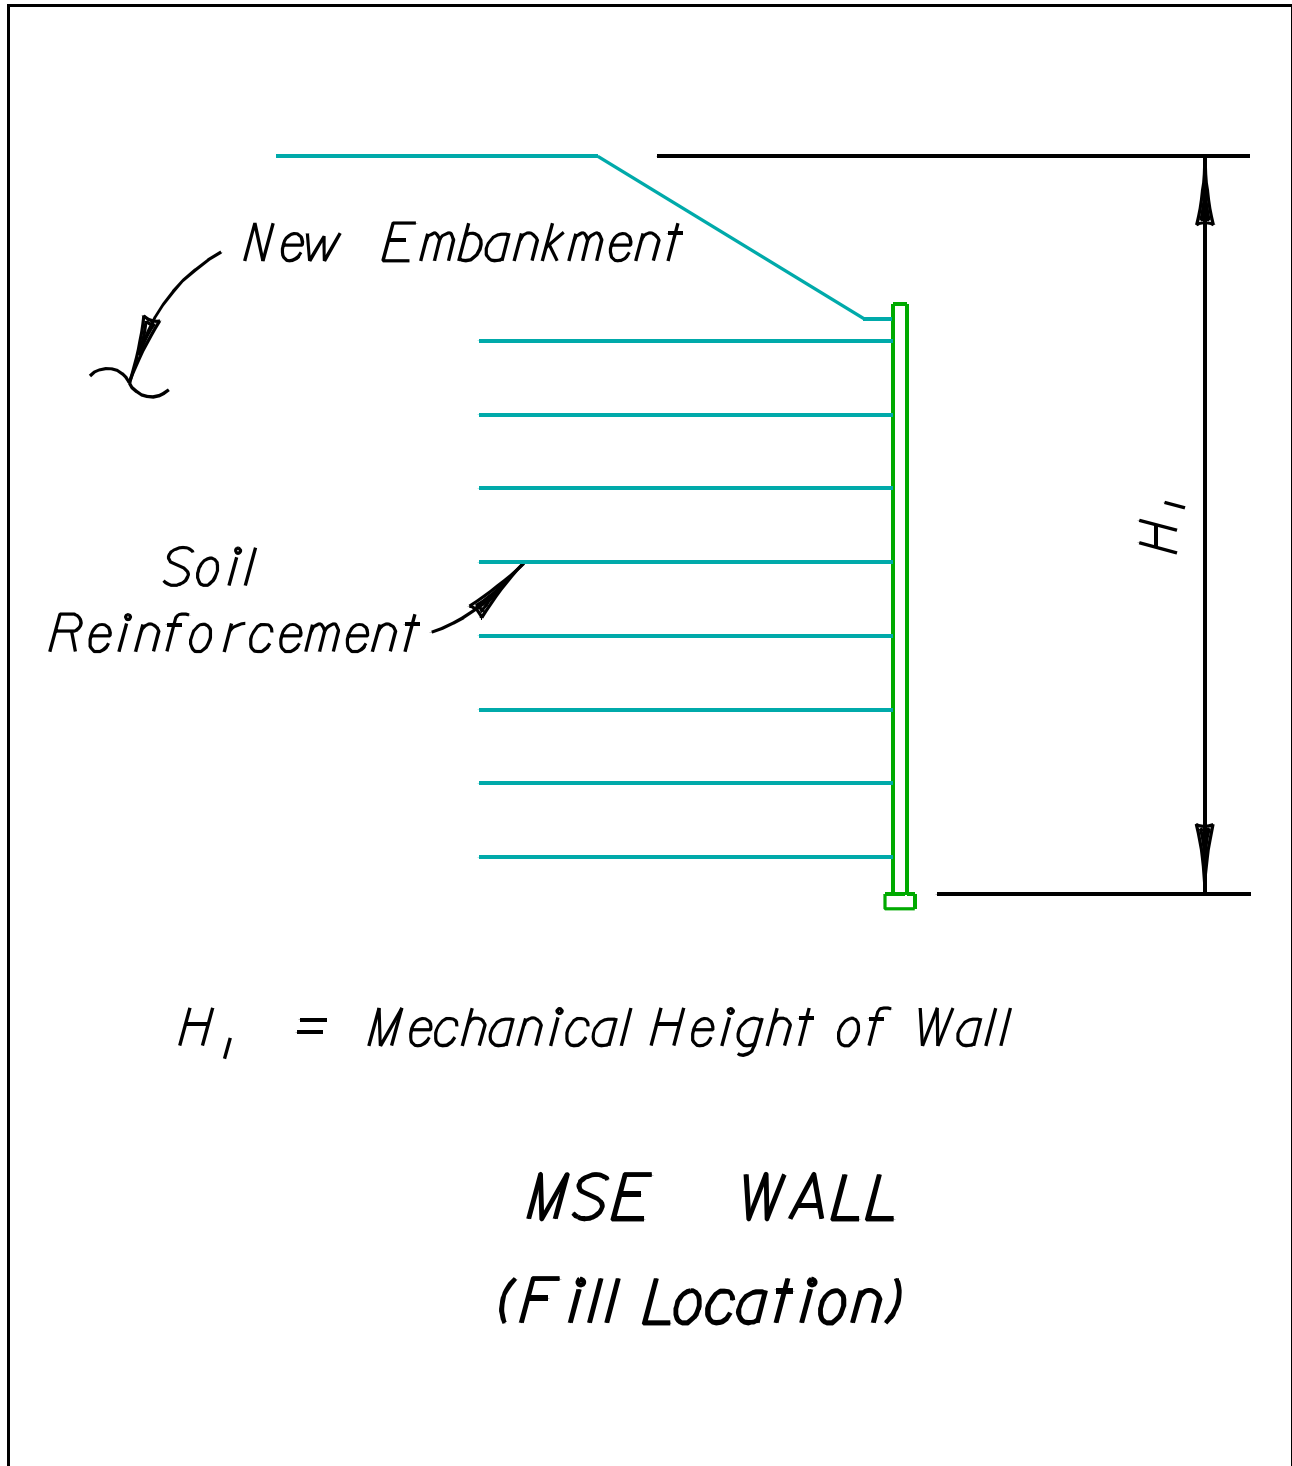 New Embankment
H1
Soil
Reinforcement
H1 = Mechanical Height of Wall
MSE WALL
(Fill Location)